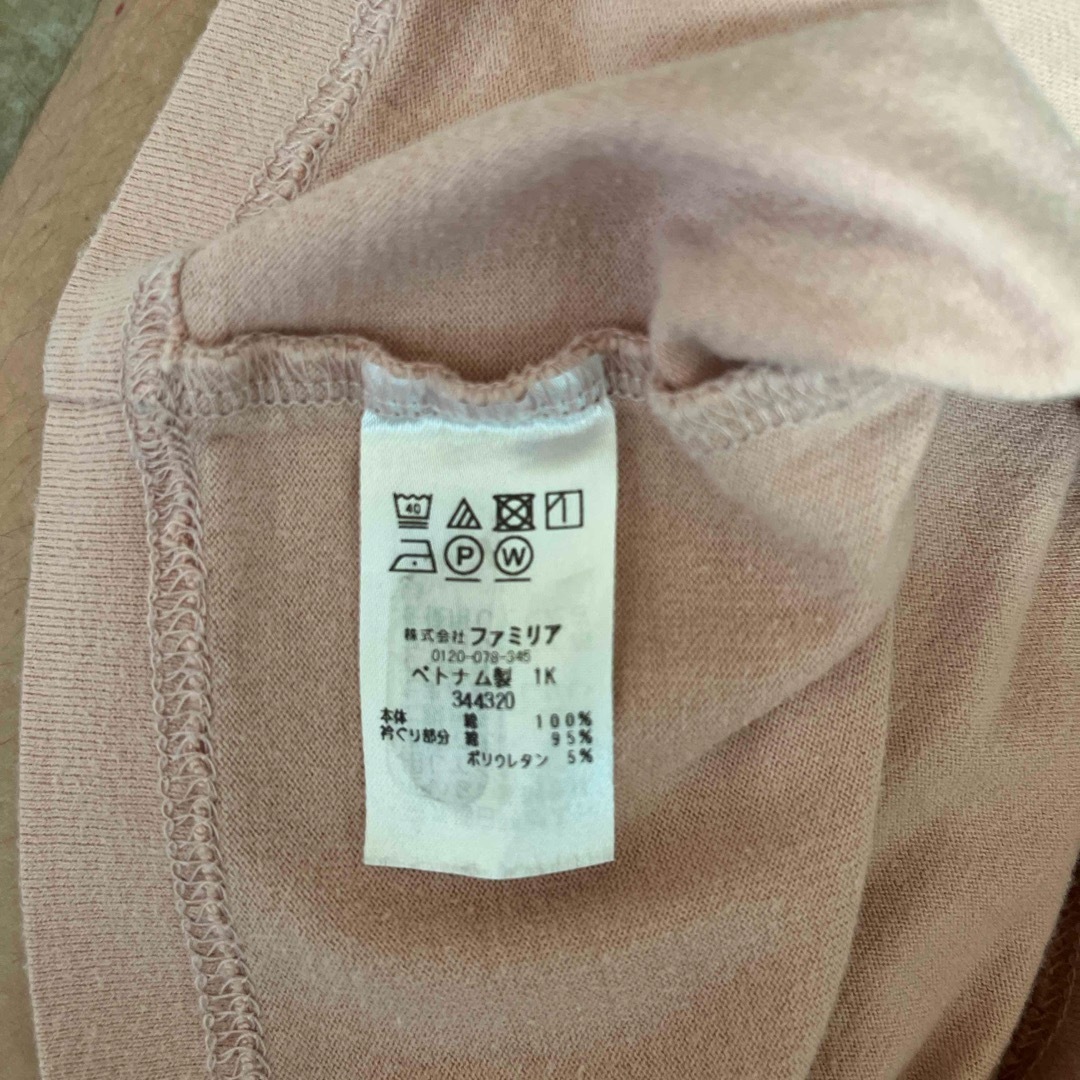 40
P W
株式会社 ファミリア
0120-078-345
ベトナム製 1K
344320
本体 綿 100%
衿ぐり部分 綿 95%
ポリウレタン 5%